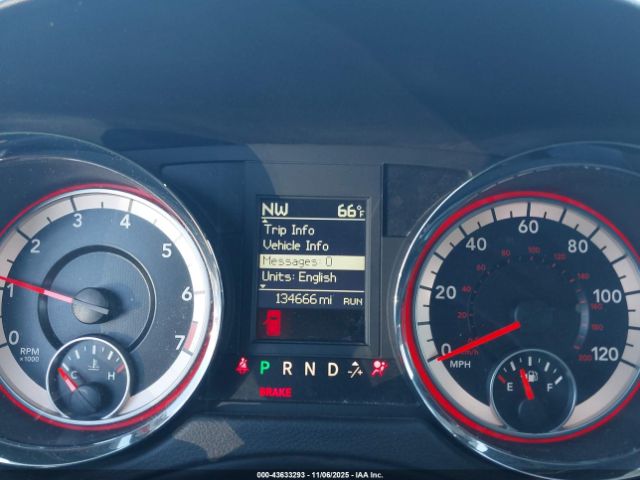 NW 66°F
Trip Info
Vehicle Info
Messages: 0
Units: English
134666 mi RUN
P R N D -/+
BRAKE
0 1 2 3 4 5 6 7
RPM
x1000
C H
0 20 40 60 80 100 120
MPH
km/h
E F
00-43633293 - 11/06/2025 - IAA Inc.